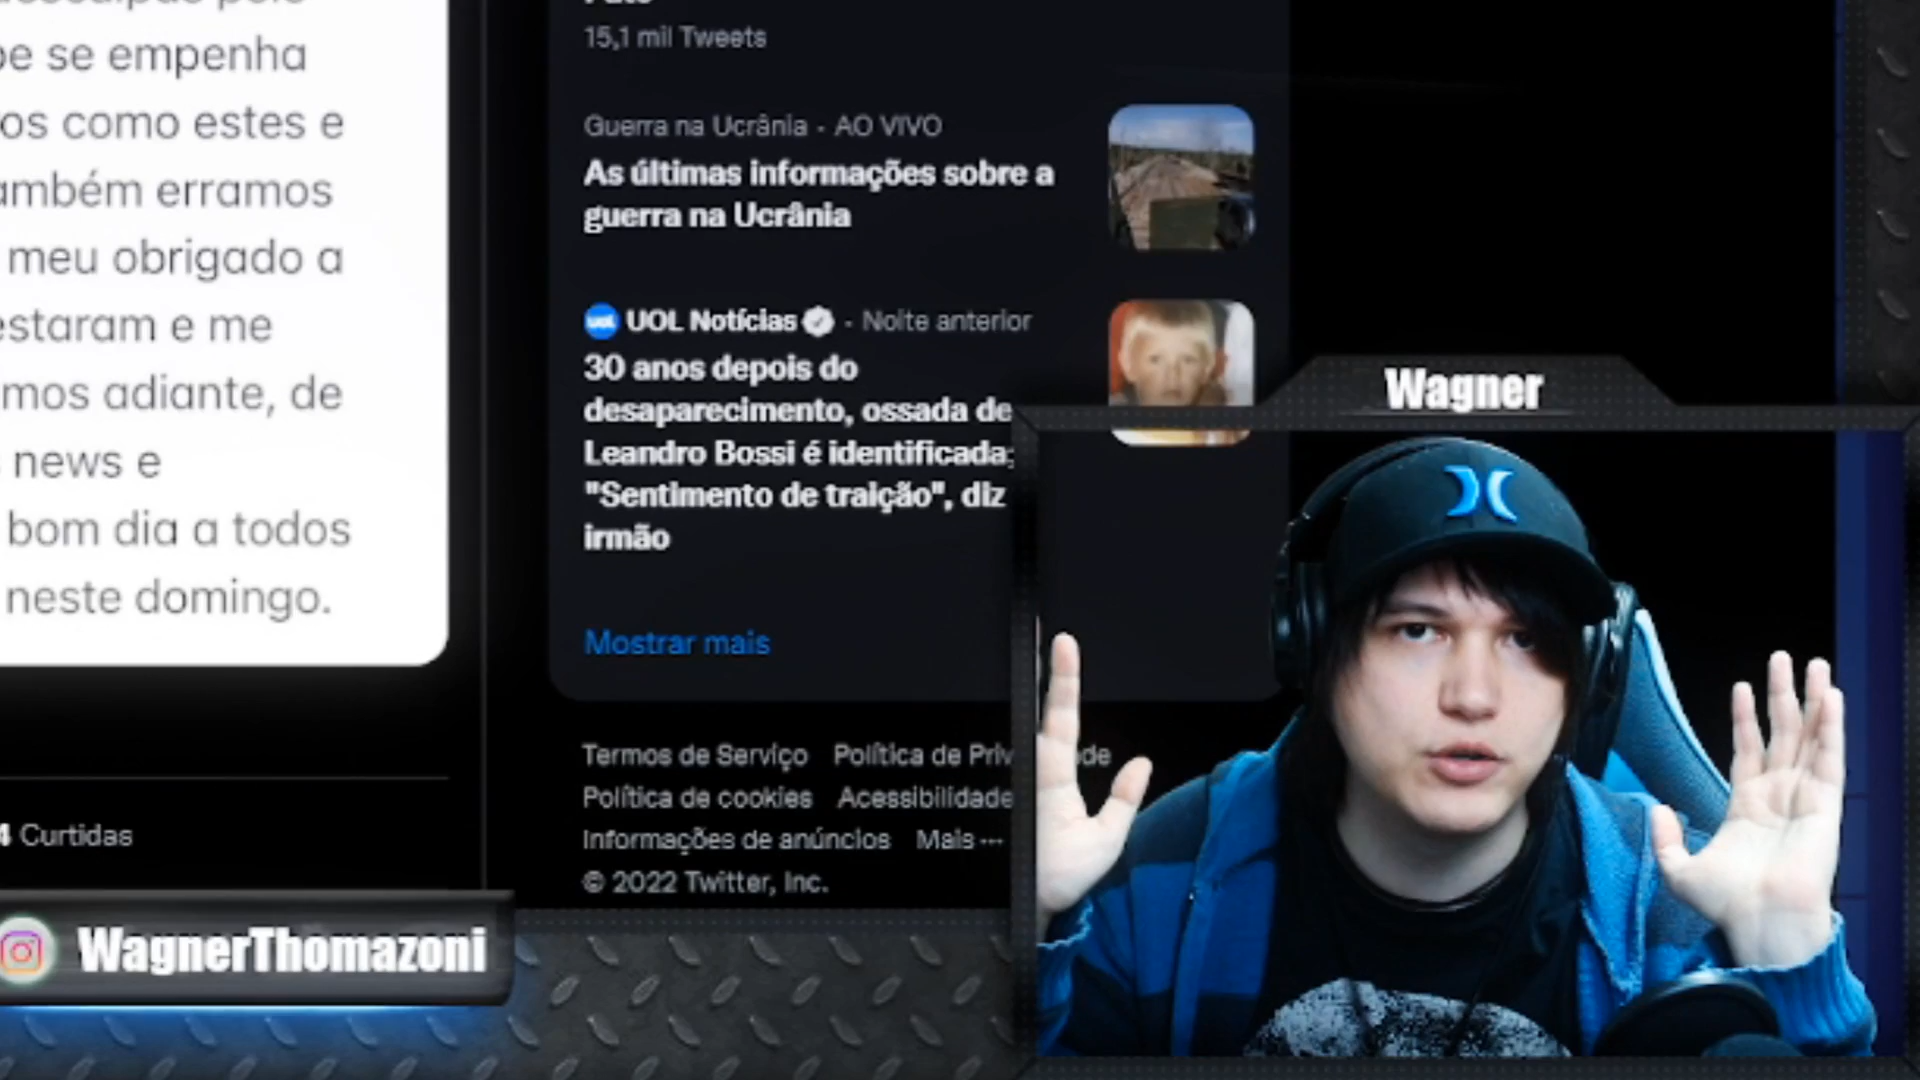 pe se empenha
os como estes e
ambém erramos
meu obrigado a
estaram e me
mos adiante, de
news e
bom dia a todos
neste domingo.
4 Curtidas
WagnerThomazoni
15,1 mil Tweets
Guerra na Ucrânia · AO VIVO
As últimas informações sobre a
guerra na Ucrânia
uol UOL Notícias · Noite anterior
30 anos depois do
desaparecimento, ossada de
Leandro Bossi é identificada;
"Sentimento de traição", diz
irmão
Mostrar mais
Termos de Serviço Política de Priv de
Política de cookies Acessibilidade
Informações de anúncios Mais ···
© 2022 Twitter, Inc.
Wagner